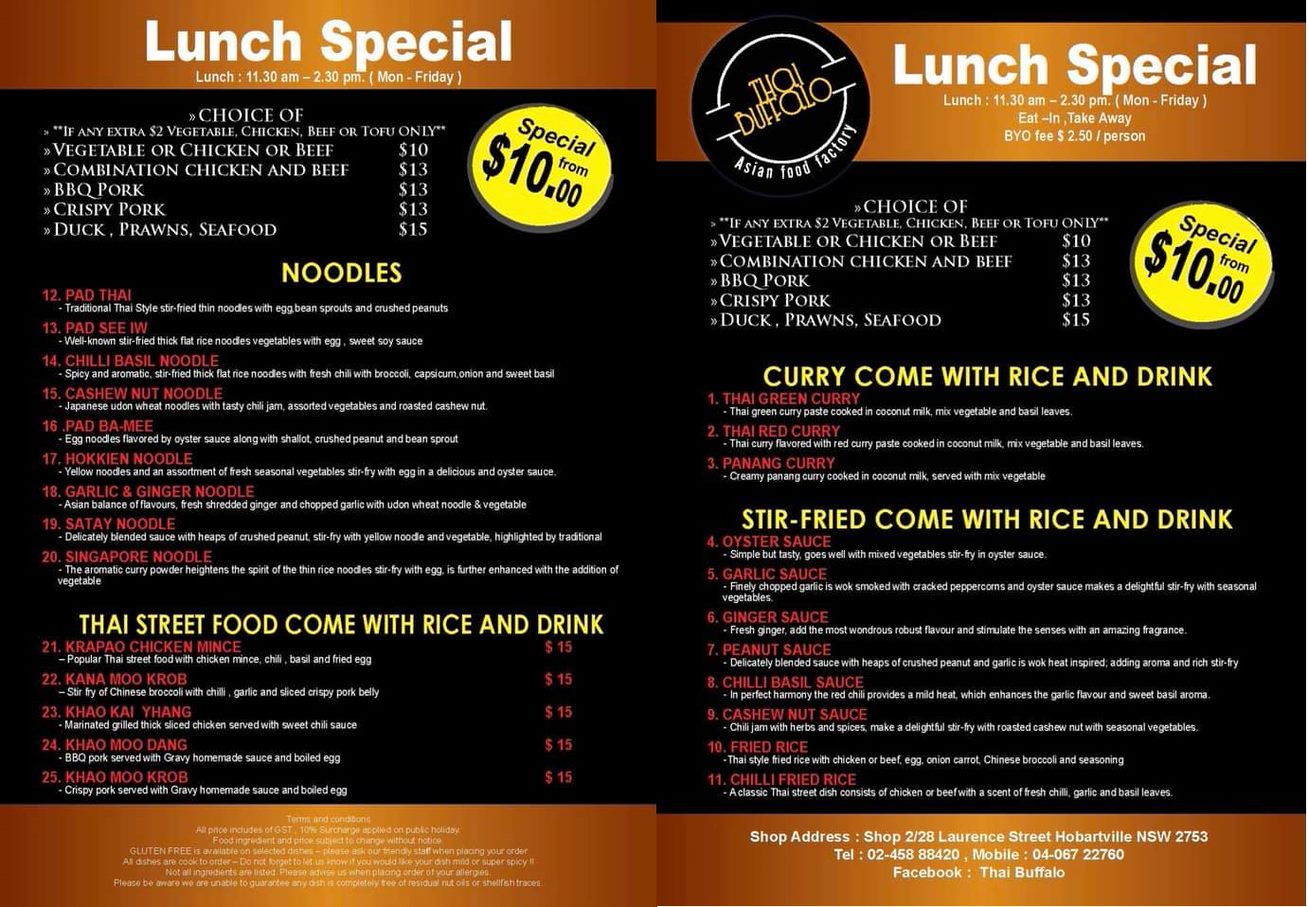 Lunch Special
Lunch : 11.30 am – 2.30 pm. ( Mon - Friday )
» CHOICE OF
» **IF ANY EXTRA $2 VEGETABLE, CHICKEN, BEEF OR TOFU ONLY**
» VEGETABLE OR CHICKEN OR BEEF $10
» COMBINATION CHICKEN AND BEEF $13
» BBQ PORK $13
» CRISPY PORK $13
» DUCK , PRAWNS, SEAFOOD $15
Special
from
$10.00
NOODLES
12. PAD THAI
- Traditional Thai Style stir-fried thin noodles with egg,bean sprouts and crushed peanuts
13. PAD SEE IW
- Well-known stir-fried thick flat rice noodles vegetables with egg , sweet soy sauce
14. CHILLI BASIL NOODLE
- Spicy and aromatic, stir-fried thick flat rice noodles with fresh chili with broccoli, capsicum,onion and sweet basil
15. CASHEW NUT NOODLE
- Japanese udon wheat noodles with tasty chili jam, assorted vegetables and roasted cashew nut.
16 .PAD BA-MEE
- Egg noodles flavored by oyster sauce along with shallot, crushed peanut and bean sprout
17. HOKKIEN NOODLE
- Yellow noodles and an assortment of fresh seasonal vegetables stir-fry with egg in a delicious and oyster sauce.
18. GARLIC & GINGER NOODLE
- Asian balance of flavours, fresh shredded ginger and chopped garlic with udon wheat noodle & vegetable
19. SATAY NOODLE
- Delicately blended sauce with heaps of crushed peanut, stir-fry with yellow noodle and vegetable, highlighted by traditional
20. SINGAPORE NOODLE
- The aromatic curry powder heightens the spirit of the thin rice noodles stir-fry with egg, is further enhanced with the addition of
vegetable
THAI STREET FOOD COME WITH RICE AND DRINK
21. KRAPAO CHICKEN MINCE $ 15
– Popular Thai street food with chicken mince, chili , basil and fried egg
22. KANA MOO KROB $ 15
– Stir fry of Chinese broccoli with chilli , garlic and sliced crispy pork belly
23. KHAO KAI YHANG $ 15
- Marinated grilled thick sliced chicken served with sweet chili sauce
24. KHAO MOO DANG $ 15
- BBQ pork served with Gravy homemade sauce and boiled egg
25. KHAO MOO KROB $ 15
- Crispy pork served with Gravy homemade sauce and boiled egg
Terms and conditions
All price includes of GST , 10% Surcharge applied on public holiday.
Food ingredient and price subject to change without notice
GLUTEN FREE is available on selected dishes – please ask our friendly staff when placing your order
All dishes are cook to order – Do not forget to let us know if you would like your dish mild or super spicy !!
Not all ingredients are listed. Please advise us when placing order of your allergies.
Please be aware we are unable to guarantee any dish is completely free of residual nut oils or shellfish traces.
THAI
BUFFALO
Asian food factory
Lunch Special
Lunch : 11.30 am – 2.30 pm. ( Mon - Friday )
Eat –In ,Take Away
BYO fee $ 2.50 / person
» CHOICE OF
» **IF ANY EXTRA $2 VEGETABLE, CHICKEN, BEEF OR TOFU ONLY**
» VEGETABLE OR CHICKEN OR BEEF $10
» COMBINATION CHICKEN AND BEEF $13
» BBQ PORK $13
» CRISPY PORK $13
» DUCK , PRAWNS, SEAFOOD $15
Special
from
$10.00
CURRY COME WITH RICE AND DRINK
1. THAI GREEN CURRY
- Thai green curry paste cooked in coconut milk, mix vegetable and basil leaves.
2. THAI RED CURRY
- Thai curry flavored with red curry paste cooked in coconut milk, mix vegetable and basil leaves.
3. PANANG CURRY
- Creamy panang curry cooked in coconut milk, served with mix vegetable
STIR-FRIED COME WITH RICE AND DRINK
4. OYSTER SAUCE
- Simple but tasty, goes well with mixed vegetables stir-fry in oyster sauce.
5. GARLIC SAUCE
- Finely chopped garlic is wok smoked with cracked peppercorns and oyster sauce makes a delightful stir-fry with seasonal
vegetables.
6. GINGER SAUCE
- Fresh ginger, add the most wondrous robust flavour and stimulate the senses with an amazing fragrance.
7. PEANUT SAUCE
- Delicately blended sauce with heaps of crushed peanut and garlic is wok heat inspired; adding aroma and rich stir-fry
8. CHILLI BASIL SAUCE
- In perfect harmony the red chili provides a mild heat, which enhances the garlic flavour and sweet basil aroma.
9. CASHEW NUT SAUCE
- Chili jam with herbs and spices, make a delightful stir-fry with roasted cashew nut with seasonal vegetables.
10. FRIED RICE
-Thai style fried rice with chicken or beef, egg, onion carrot, Chinese broccoli and seasoning
11. CHILLI FRIED RICE
- A classic Thai street dish consists of chicken or beef with a scent of fresh chilli, garlic and basil leaves.
Shop Address : Shop 2/28 Laurence Street Hobartville NSW 2753
Tel : 02-458 88420 , Mobile : 04-067 22760
Facebook : Thai Buffalo